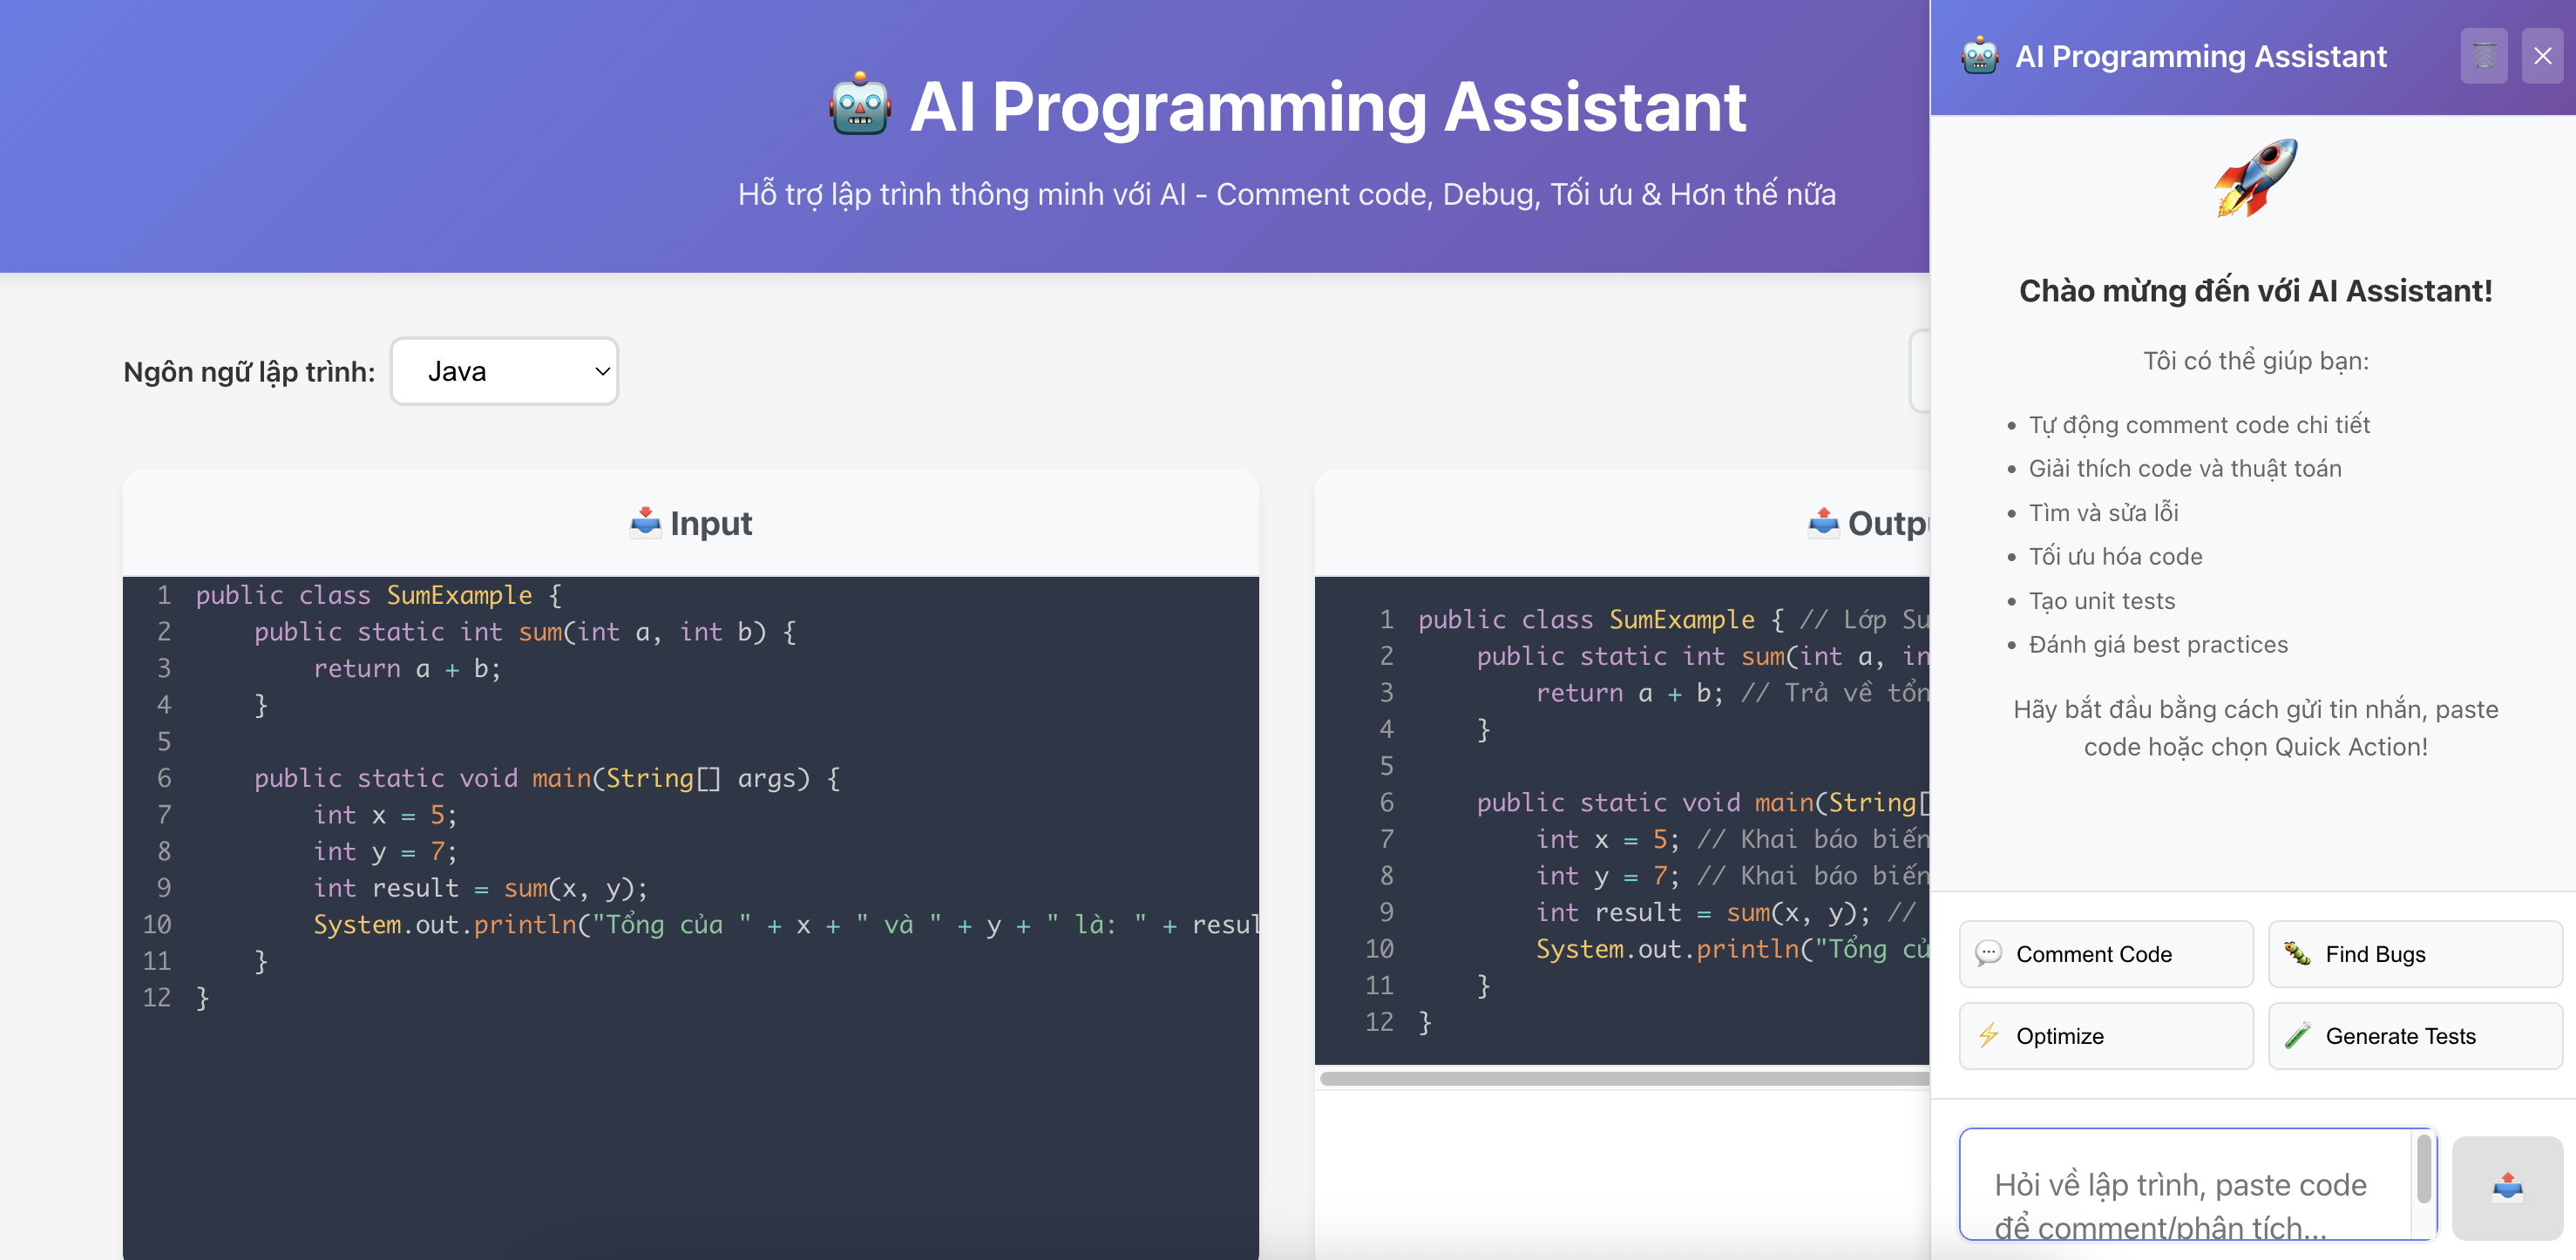 AI Programming Assistant
Hỗ trợ lập trình thông minh với AI - Comment code, Debug, Tối ưu & Hơn thế nữa
Ngôn ngữ lập trình: Java
Input
1 public class SumExample {
2     public static int sum(int a, int b) {
3         return a + b;
4     }
5
6     public static void main(String[] args) {
7         int x = 5;
8         int y = 7;
9         int result = sum(x, y);
10         System.out.println("Tổng của " + x + " và " + y + " là: " + resul
11     }
12 }
Outpu
1 public class SumExample { // Lớp Su
2     public static int sum(int a, in
3         return a + b; // Trả về tổn
4     }
5
6     public static void main(String[
7         int x = 5; // Khai báo biến
8         int y = 7; // Khai báo biến
9         int result = sum(x, y); //
10         System.out.println("Tổng củ
11     }
12 }
AI Programming Assistant
Chào mừng đến với AI Assistant!
Tôi có thể giúp bạn:
• Tự động comment code chi tiết
• Giải thích code và thuật toán
• Tìm và sửa lỗi
• Tối ưu hóa code
• Tạo unit tests
• Đánh giá best practices
Hãy bắt đầu bằng cách gửi tin nhắn, paste
code hoặc chọn Quick Action!
Comment Code
Find Bugs
Optimize
Generate Tests
Hỏi về lập trình, paste code
để comment/phân tích...